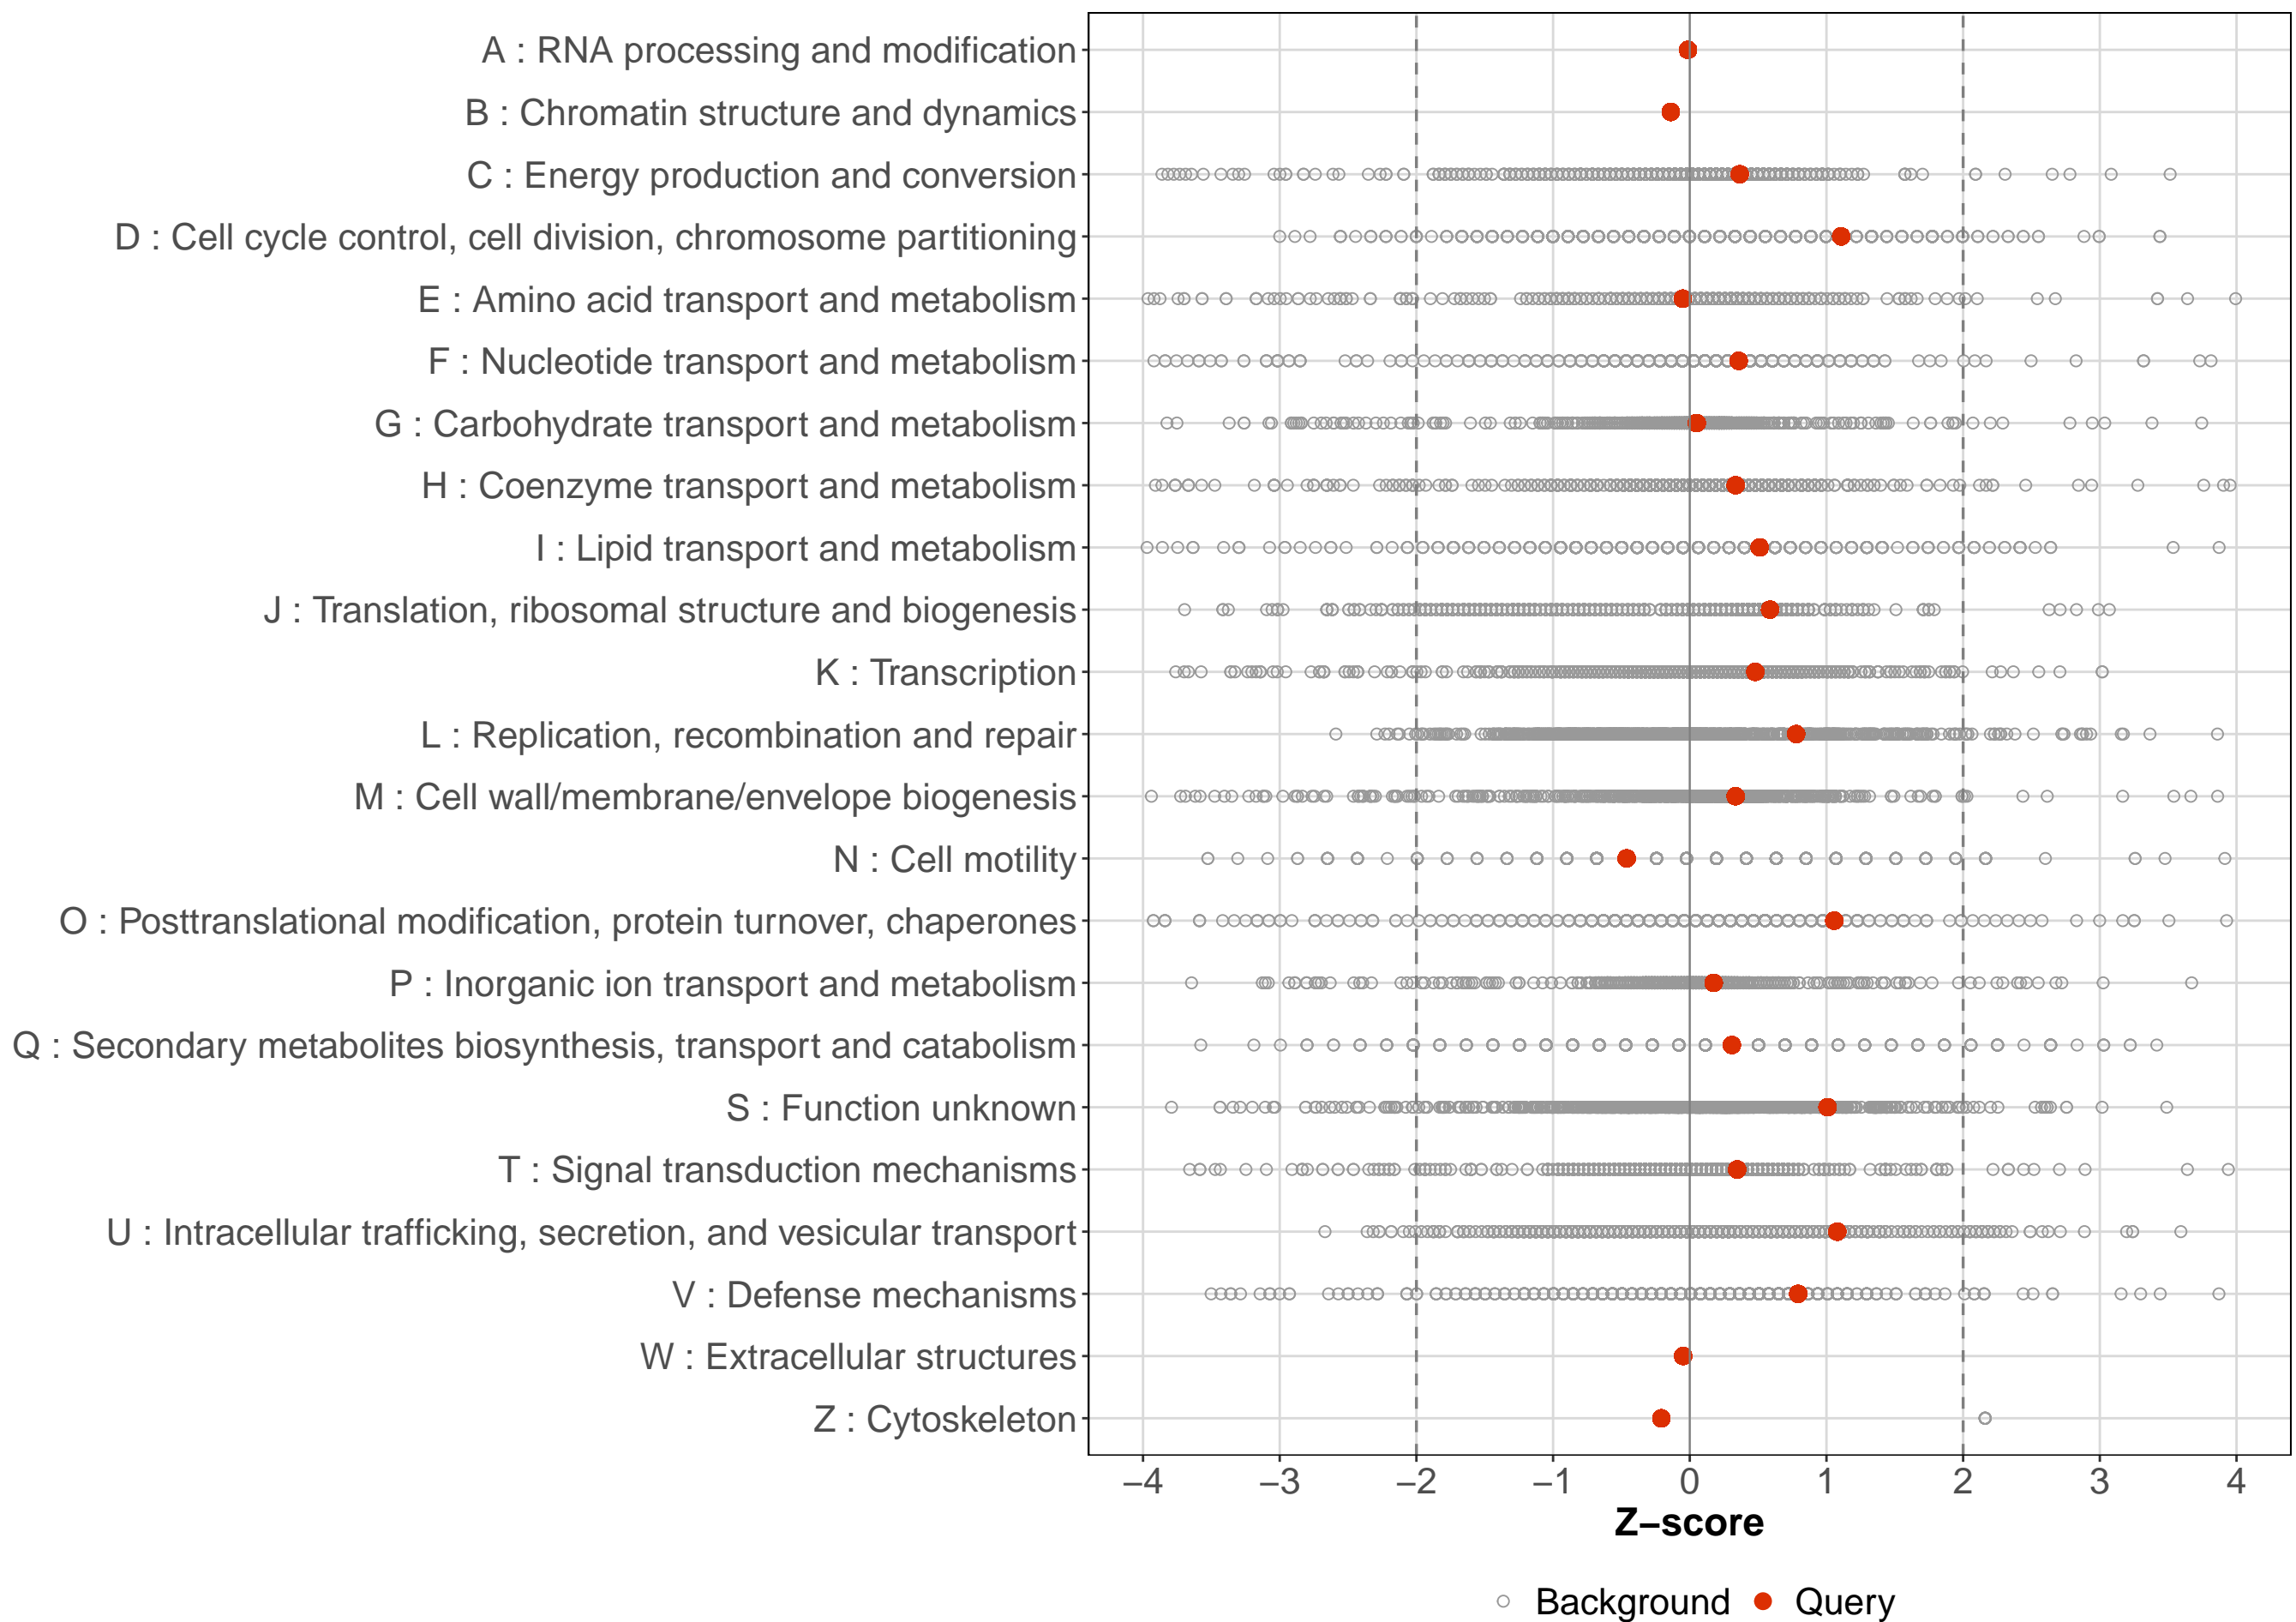 A : RNA processing and modification
B : Chromatin structure and dynamics
C : Energy production and conversion
D : Cell cycle control, cell division, chromosome partitioning
E : Amino acid transport and metabolism
F : Nucleotide transport and metabolism
G : Carbohydrate transport and metabolism
H : Coenzyme transport and metabolism
I : Lipid transport and metabolism
J : Translation, ribosomal structure and biogenesis
K : Transcription
L : Replication, recombination and repair
M : Cell wall/membrane/envelope biogenesis
N : Cell motility
O : Posttranslational modification, protein turnover, chaperones
P : Inorganic ion transport and metabolism
Q : Secondary metabolites biosynthesis, transport and catabolism
S : Function unknown
T : Signal transduction mechanisms
U : Intracellular trafficking, secretion, and vesicular transport
V : Defense mechanisms
W : Extracellular structures
Z : Cytoskeleton
−4 −3 −2 −1 0 1 2 3 4
Z−score
Background Query